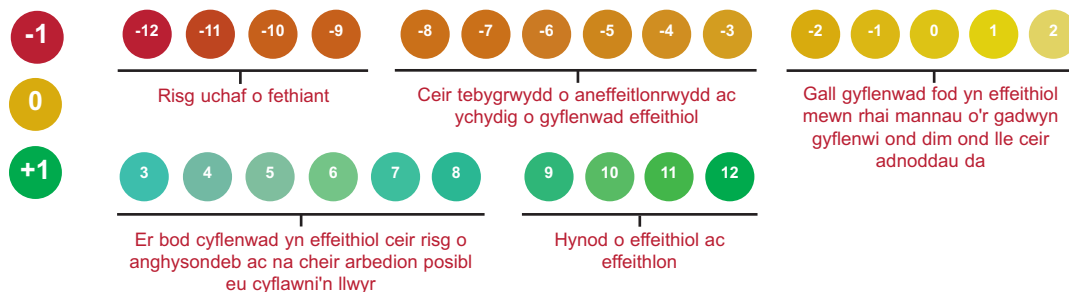 -1
-12 -11 -10 -9
-8 -7 -6 -5 -4 -3
-2 -1 0 1 2
Risg uchaf o fethiant
Ceir tebygrwydd o aneffeitlonrwydd ac
ychydig o gyflenwad effeithiol
Gall gyflenwad fod yn effeithiol
mewn rhai mannau o'r gadwyn
gyflenwi ond dim ond lle ceir
adnoddau da
0
+1
3 4 5 6 7 8
9 10 11 12
Er bod cyflenwad yn effeithiol ceir risg o
anghysondeb ac na cheir arbedion posibl
eu cyflawni'n llwyr
Hynod o effeithiol ac
effeithlon